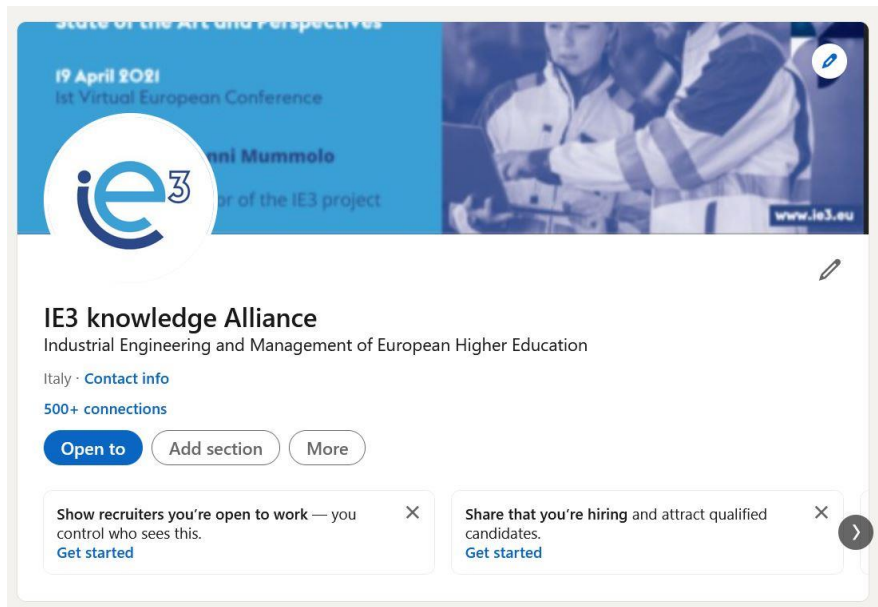 State of the Art and Perspectives
19 April 2021
1st Virtual European Conference
nni Mummolo
or of the IE3 project
ie3
www.ie3.eu
IE3 knowledge Alliance
Industrial Engineering and Management of European Higher Education
Italy · Contact info
500+ connections
Open to
Add section
More
Show recruiters you're open to work — you
control who sees this.
Get started
Share that you're hiring and attract qualified
candidates.
Get started